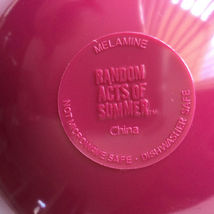 MELAMINE
RANDOM
ACTS OF
SUMMER™
China
NOT MICROWAVE SAFE • DISHWASHER SAFE